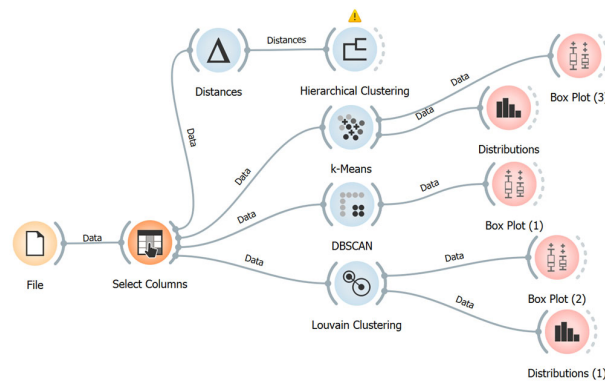 Distances
Data
Distances
Hierarchical Clustering
Data
Data
Box Plot (3)
Data
k-Means
Distributions
Data
Data
DBSCAN
Box Plot (1)
File
Data
Select Columns
Data
Louvain Clustering
Data
Box Plot (2)
Data
Distributions (1)